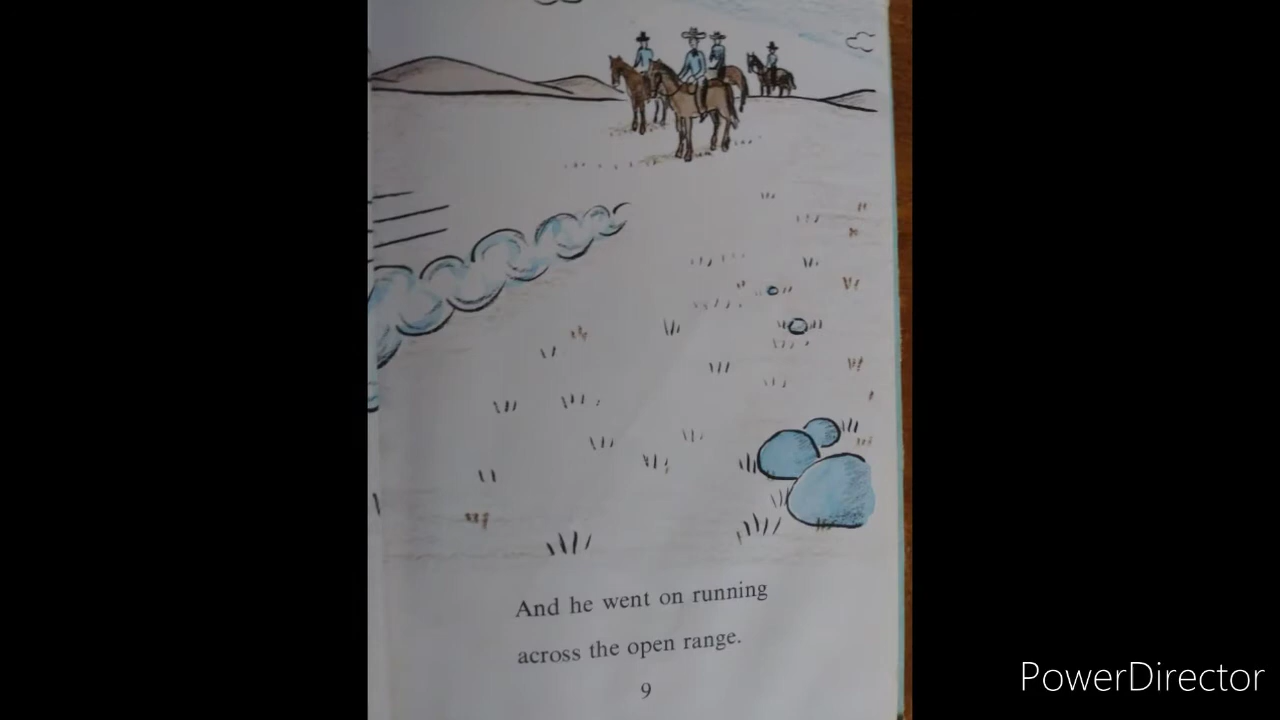 And he went on running
across the open range.
9
PowerDirector